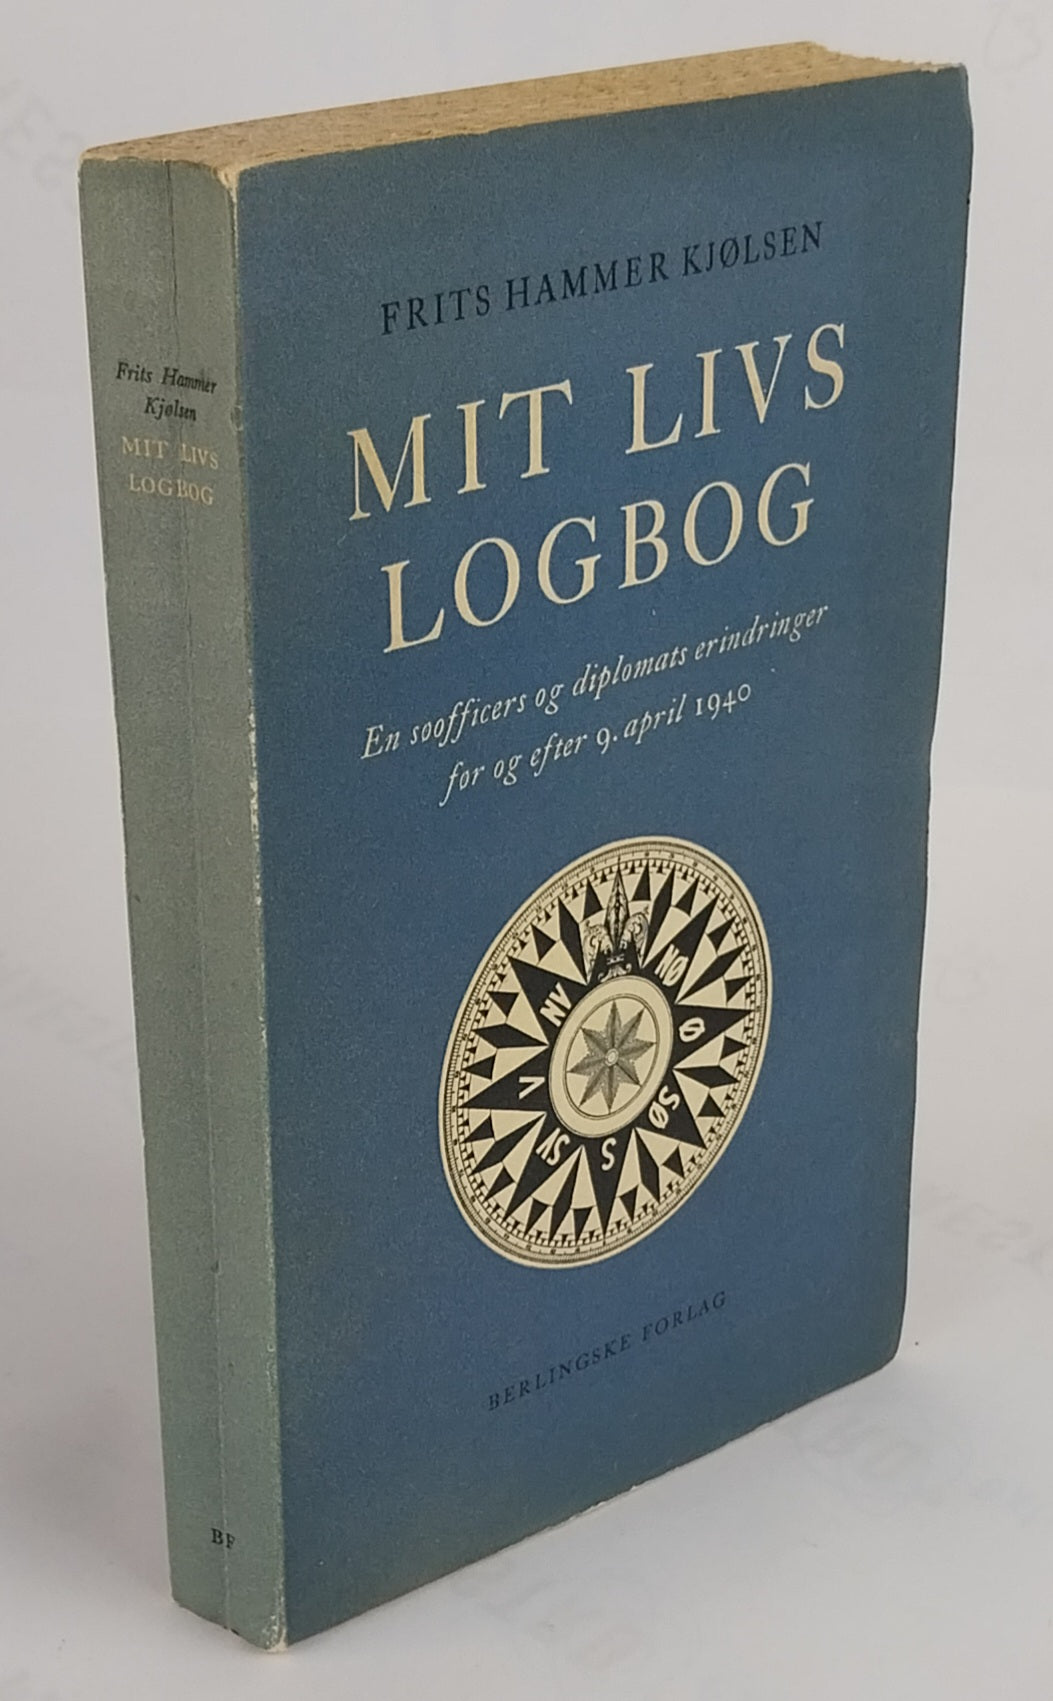 Frits Hammer
Kjølsen
MIT LIVS
LOGBOG
BF
FRITS HAMMER KJØLSEN
MIT LIVS
LOGBOG
En søofficers og diplomats erindringer
før og efter 9. april 1940
NØ
Ø
SØ
S
SV
V
NV
BERLINGSKE FORLAG